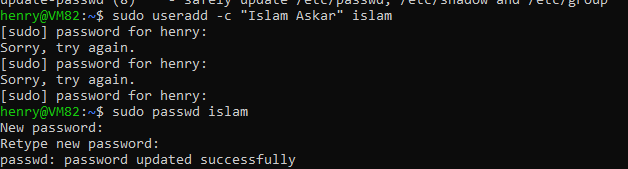 update-passwd (8)    - safely update /etc/passwd, /etc/shadow and /etc/group
henry@VM82:~$ sudo useradd -c "Islam Askar" islam
[sudo] password for henry:
Sorry, try again.
[sudo] password for henry:
Sorry, try again.
[sudo] password for henry:
henry@VM82:~$ sudo passwd islam
New password:
Retype new password:
passwd: password updated successfully